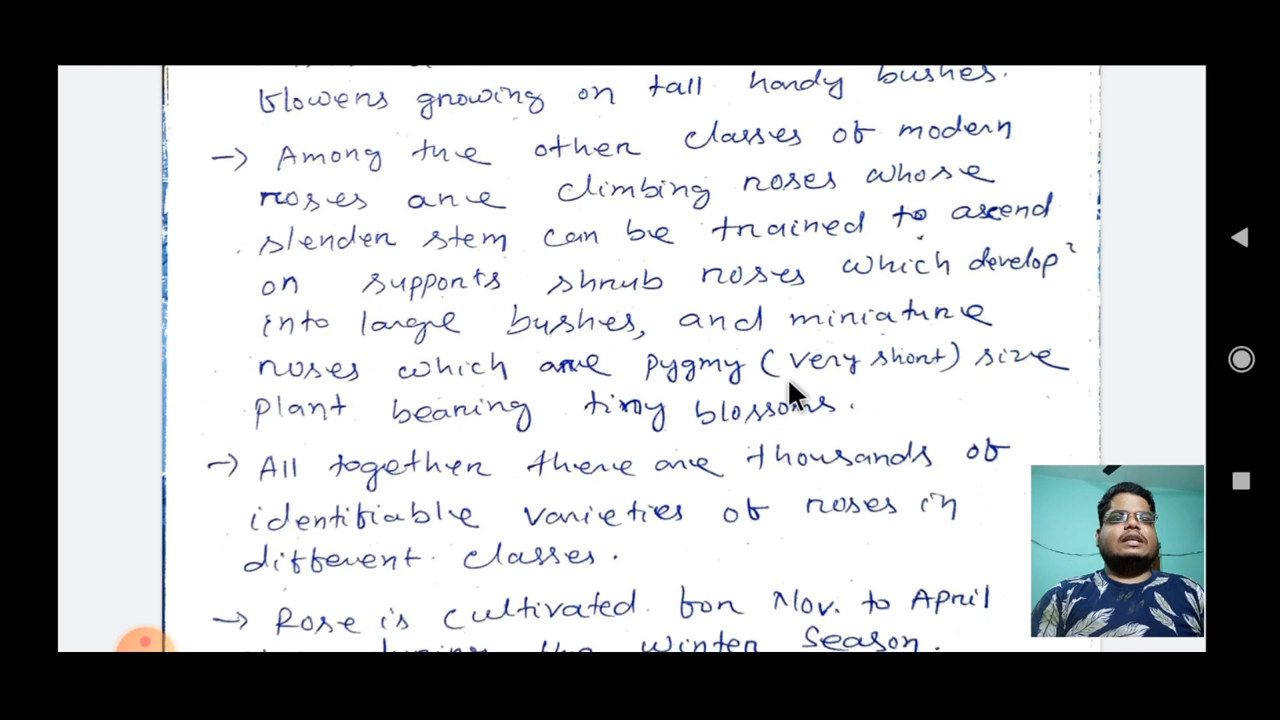 flowers growing on tall hardy bushes.
→ Among the other classes of modern
roses are climbing roses whose
slender stem can be trained to ascend
on supports shrub roses which develop
into large bushes, and miniature
roses which are pygmy (very short) size
plant bearing tiny blossoms.
→ All together there are thousands of
identifiable varieties of roses in
different classes.
→ Rose is cultivated for Nov. to April
during the winter season.